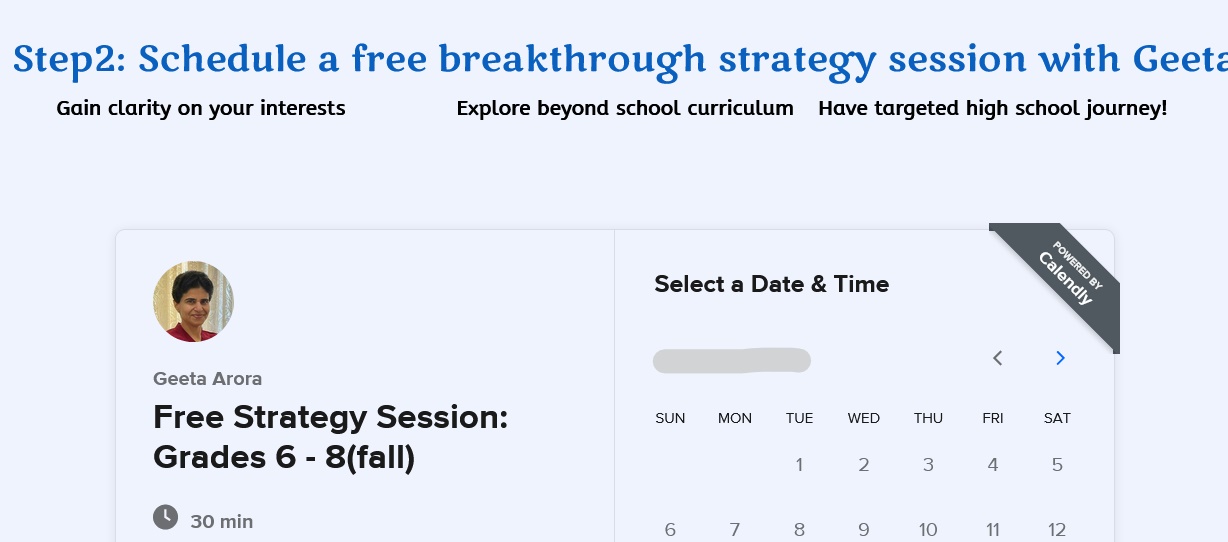 Step2: Schedule a free breakthrough strategy session with Geeta
Gain clarity on your interests Explore beyond school curriculum Have targeted high school journey!
POWERED BY
Calendly
Geeta Arora
Free Strategy Session:
Grades 6 - 8(fall)
30 min
Select a Date & Time
SUN MON TUE WED THU FRI SAT
1 2 3 4 5
6 7 8 9 10 11 12